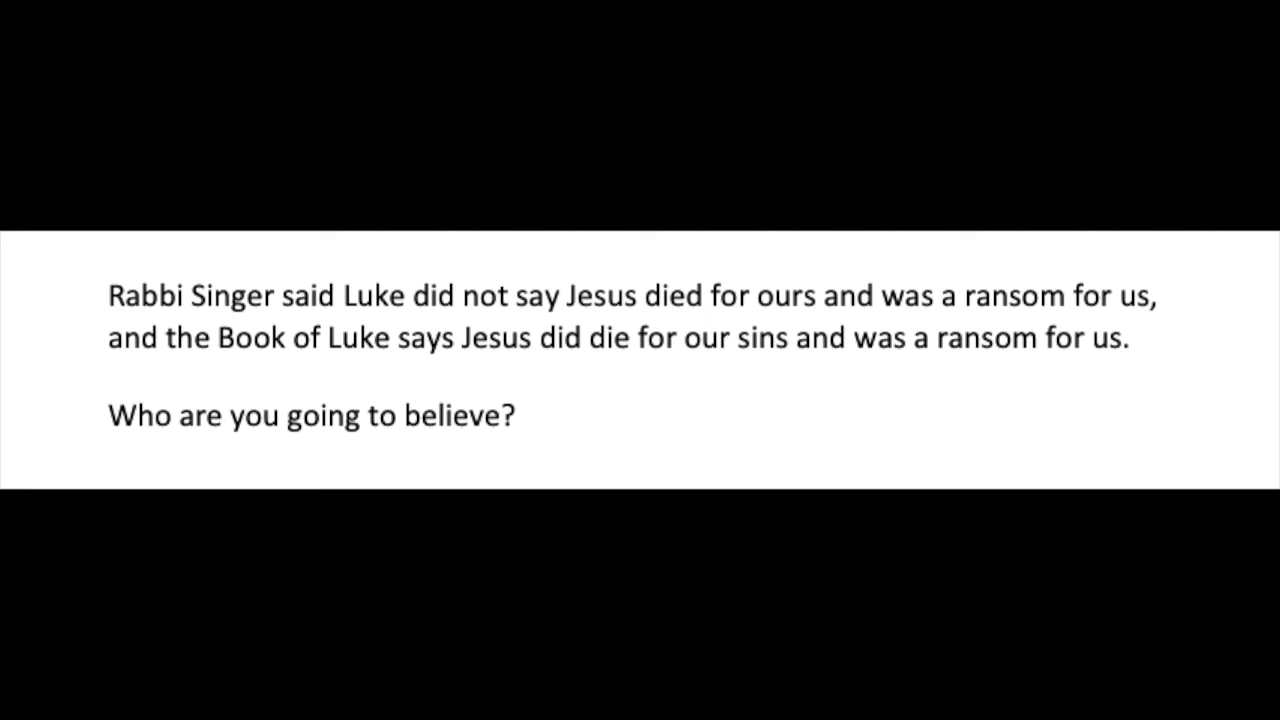 Rabbi Singer said Luke did not say Jesus died for ours and was a ransom for us,
and the Book of Luke says Jesus did die for our sins and was a ransom for us.
Who are you going to believe?